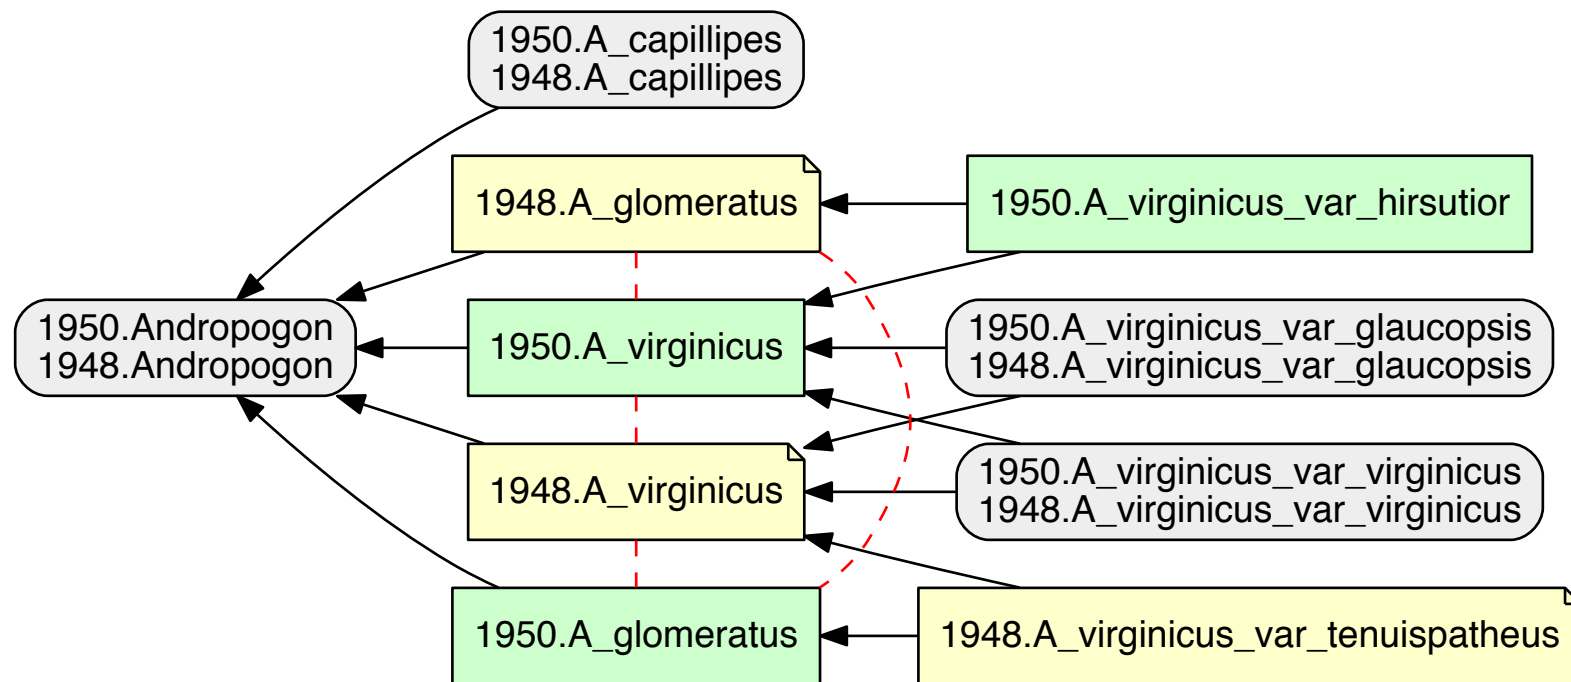 1950.A_capillipes
1948.A_capillipes
1948.A_glomeratus
1950.A_virginicus_var_hirsutior
1950.Andropogon
1948.Andropogon
1950.A_virginicus
1950.A_virginicus_var_glaucopsis
1948.A_virginicus_var_glaucopsis
1948.A_virginicus
1950.A_virginicus_var_virginicus
1948.A_virginicus_var_virginicus
1950.A_glomeratus
1948.A_virginicus_var_tenuispatheus